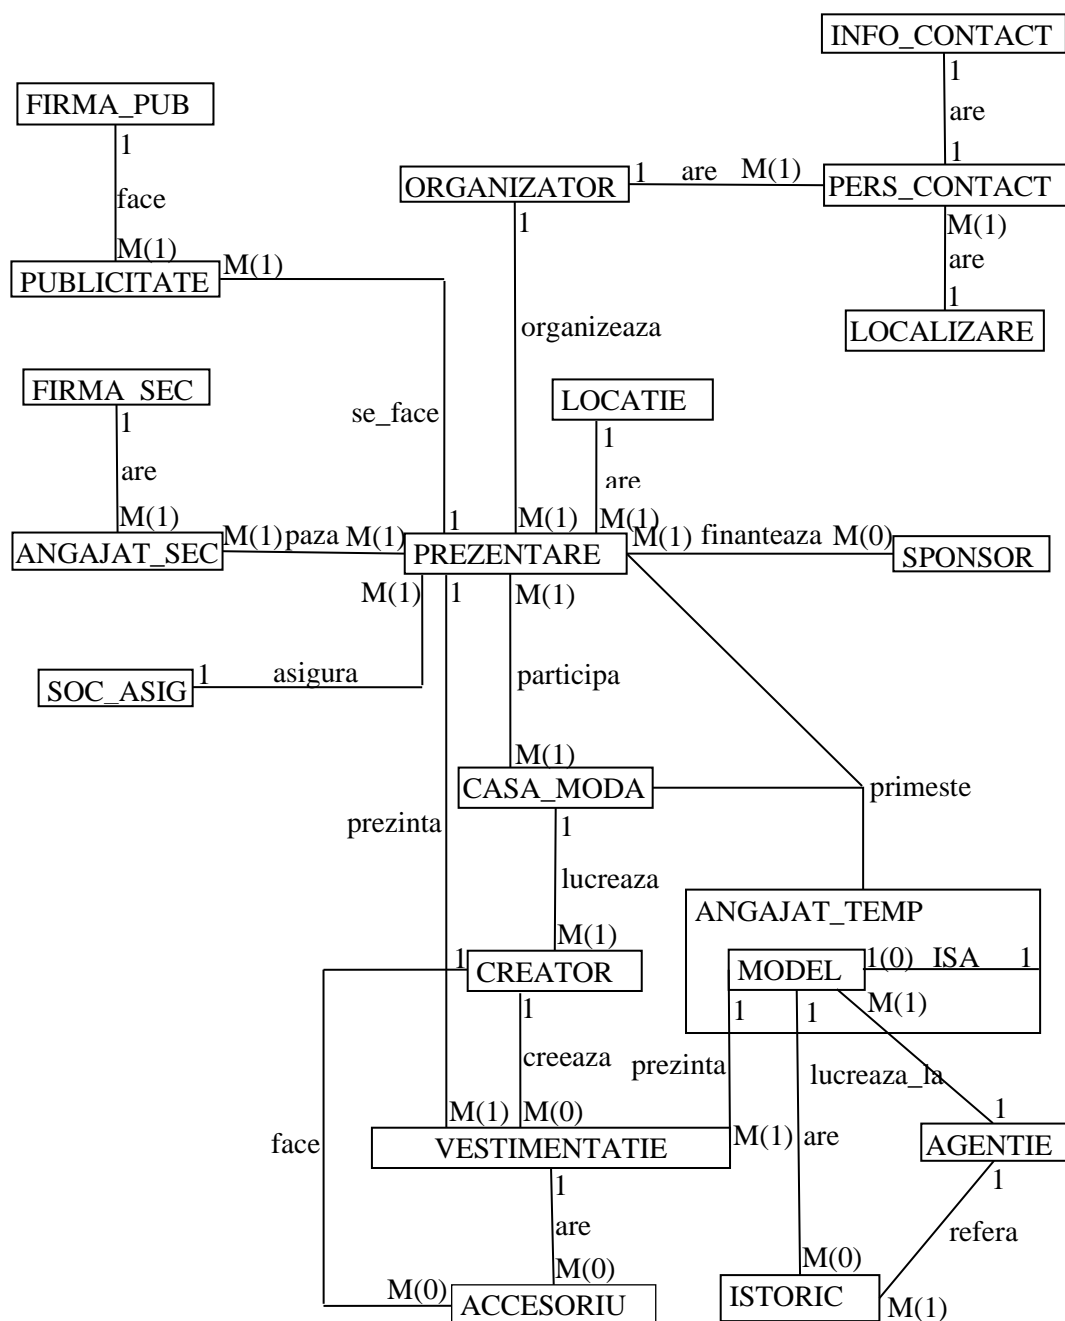 INFO_CONTACT
1
are
1
FIRMA_PUB
1
face
M(1)
ORGANIZATOR
1 are M(1)
PERS_CONTACT
1
M(1)
are
1
PUBLICITATE
M(1)
LOCALIZARE
organizeaza
FIRMA_SEC
1
are
M(1)
LOCATIE
1
are
se_face
1
M(1)
M(1)
ANGAJAT_SEC
M(1) paza M(1)
PREZENTARE
M(1) finanteaza M(0)
SPONSOR
M(1)
1
M(1)
SOC_ASIG
1 asigura
participa
M(1)
CASA_MODA
primeste
1
prezinta
lucreaza
M(1)
ANGAJAT_TEMP
1
CREATOR
MODEL
1(0) ISA 1
1
M(1)
1
1
creeaza
prezinta
lucreaza_la
M(1)
M(0)
1
face
VESTIMENTATIE
M(1)
are
AGENTIE
1
1
are
refera
M(0)
M(0)
M(0)
ACCESORIU
ISTORIC
M(1)